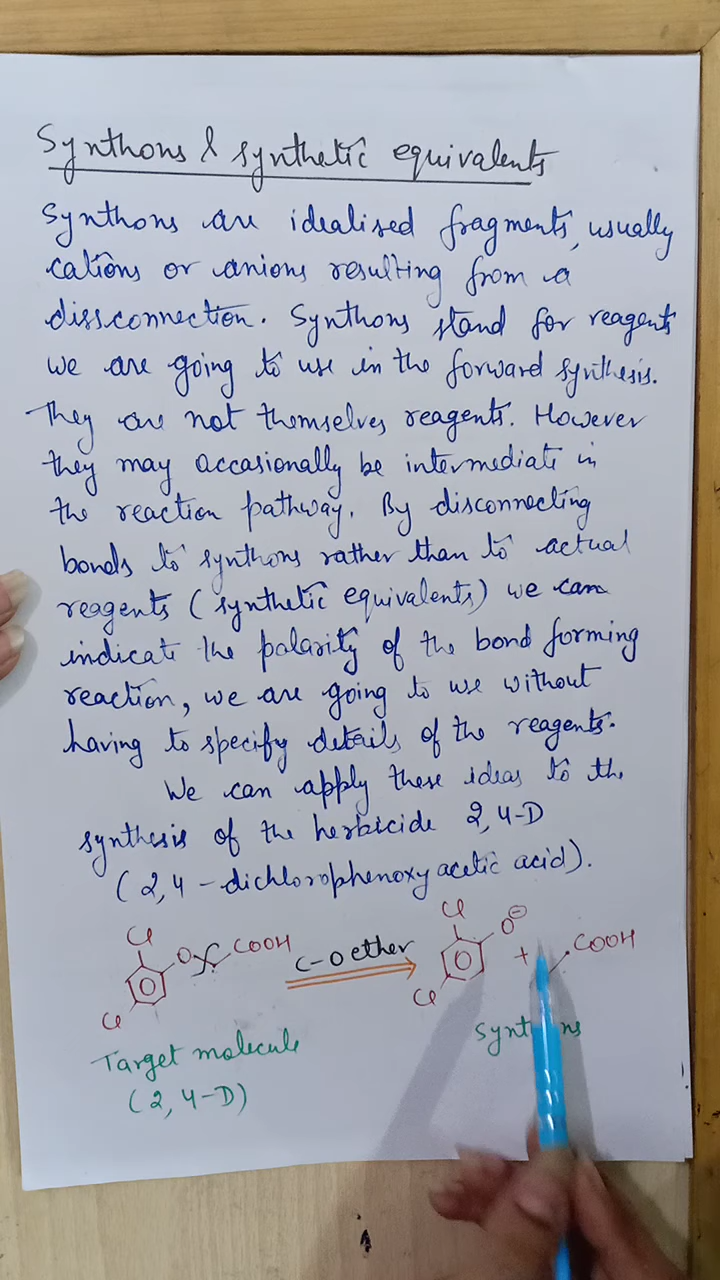 Synthons & synthetic equivalents
Synthons are idealised fragments, usually
cations or anions resulting from a
dissconnection. Synthons stand for reagents
we are going to use in the forward synthesis.
They are not themselves reagents. However
they may accasionally be intermediate in
the reaction pathway. By disconnecting
bonds to synthons rather than to actual
reagents (synthetic equivalents) we can
indicate the polarity of the bond forming
reaction, we are going to use without
having to specify details of the reagents.
We can apply these ideas to the
synthesis of the herbicide 2,4-D
(2,4-dichlorophenoxy acetic acid).
Cl O COOH Cl C-O ether Cl O⊖ + COOH Cl
Target molecule
(2,4-D)